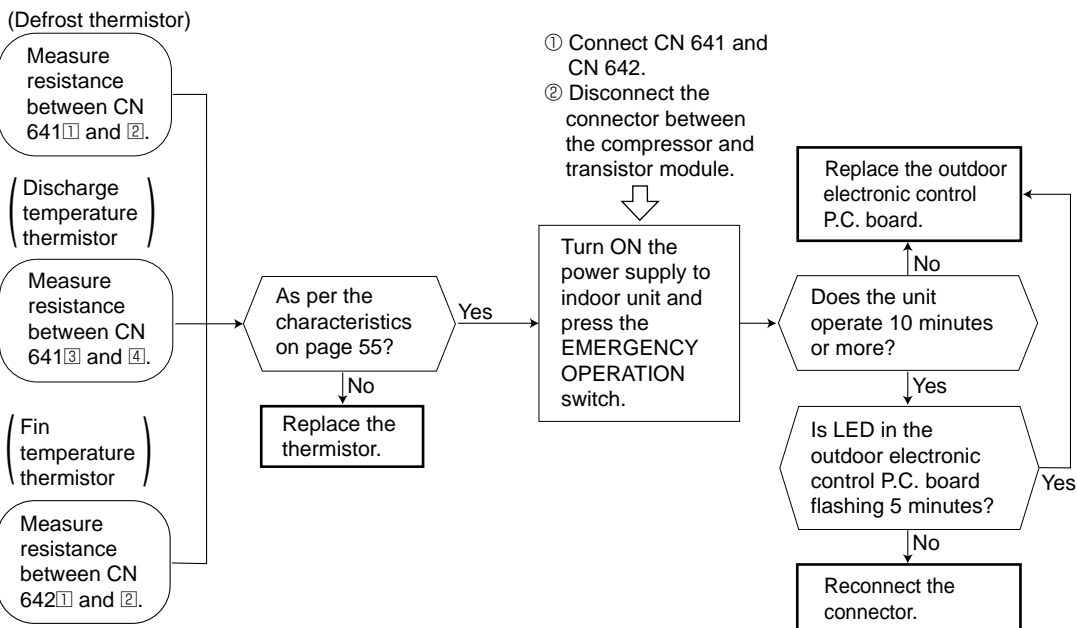 (Defrost thermistor)
Measure
resistance
between CN
641① and ②.
Discharge
temperature
thermistor
Measure
resistance
between CN
641③ and ④.
Fin
temperature
thermistor
Measure
resistance
between CN
642① and ②.
As per the
characteristics
on page 55?
Yes
No
Replace the
thermistor.
① Connect CN 641 and
CN 642.
② Disconnect the
connector between
the compressor and
transistor module.
Turn ON the
power supply to
indoor unit and
press the
EMERGENCY
OPERATION
switch.
Replace the outdoor
electronic control
P.C. board.
No
Does the unit
operate 10 minutes
or more?
Yes
Is LED in the
outdoor electronic
control P.C. board
flashing 5 minutes?
Yes
No
Reconnect the
connector.